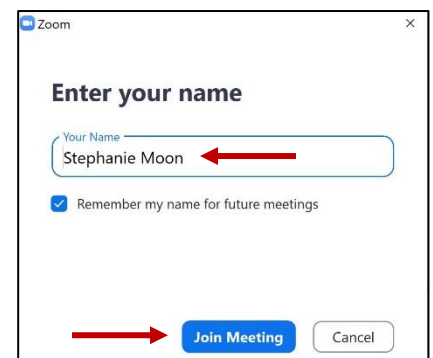 Zoom
Enter your name
Your Name
Stephanie Moon
Remember my name for future meetings
Join Meeting Cancel